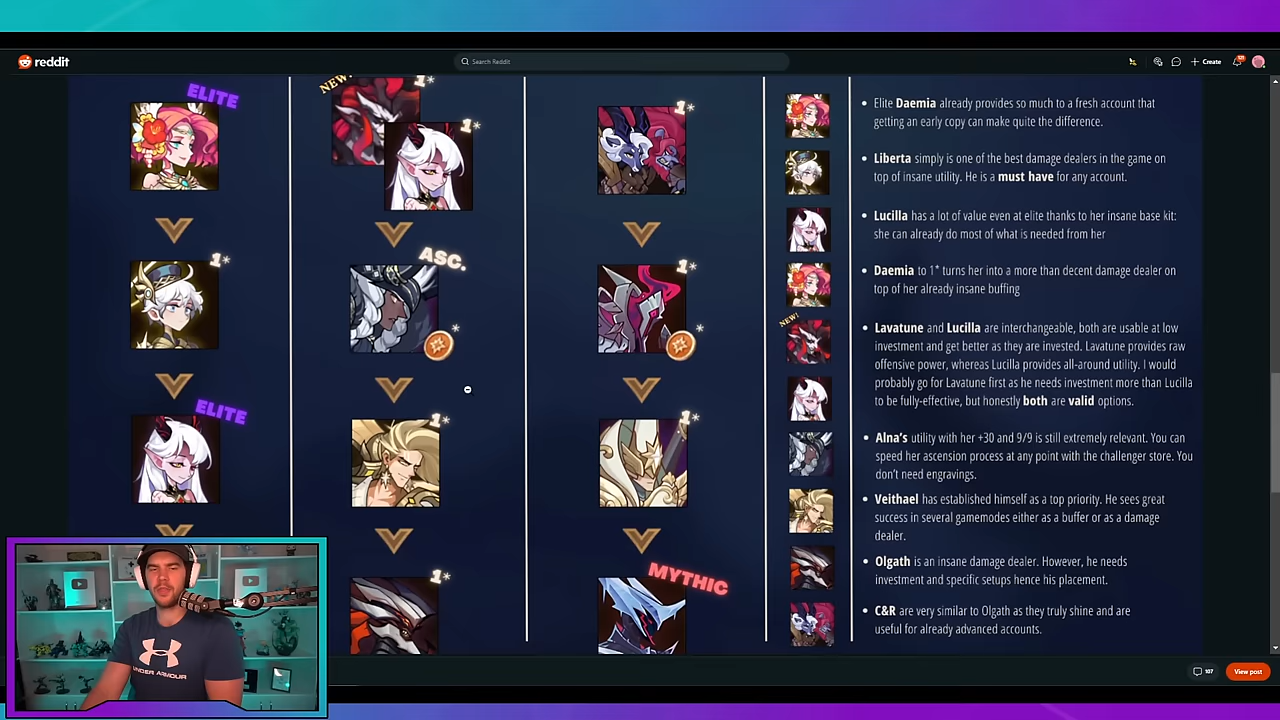 reddit
Search Reddit
Create
ELITE
NEW!
1*
1*
1*
1*
ASC.
*
1*
*
ELITE
1*
1*
1*
MYTHIC
NEW!
• Elite Daemia already provides so much to a fresh account that
getting an early copy can make quite the difference.
• Liberta simply is one of the best damage dealers in the game on
top of insane utility. He is a must have for any account.
• Lucilla has a lot of value even at elite thanks to her insane base kit:
she can already do most of what is needed from her
• Daemia to 1* turns her into a more than decent damage dealer on
top of her already insane buffing
• Lavatune and Lucilla are interchangeable, both are usable at low
investment and get better as they are invested. Lavatune provides raw
offensive power, whereas Lucilla provides all-around utility. I would
probably go for Lavatune first as he needs investment more than Lucilla
to be fully-effective, but honestly both are valid options.
• Alna's utility with her +30 and 9/9 is still extremely relevant. You can
speed her ascension process at any point with the challenger store. You
don't need engravings.
• Veithael has established himself as a top priority. He sees great
success in several gamemodes either as a buffer or as a damage
dealer.
• Olgath is an insane damage dealer. However, he needs
investment and specific setups hence his placement.
• C&R are very similar to Olgath as they truly shine and are
useful for already advanced accounts.
UNDER ARMOUR
107
View post